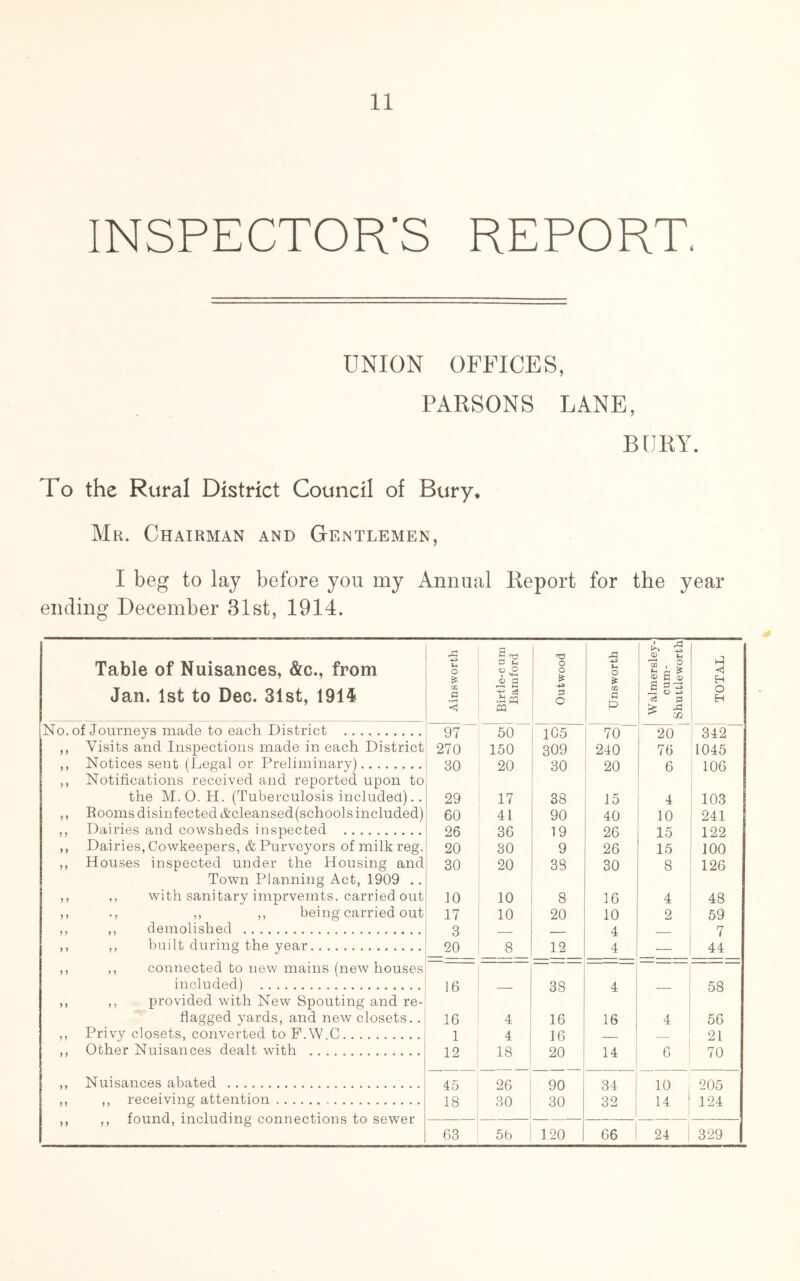 11
INSPECTOR'S REPORT.
UNION OFFICES,
PARSONS LANE,
BURY.
To the Rural District Council of Bury.
Mr. Chairman and Gentlemen,
I beg to lay before you my Annual Report for the year
ending December 31st, 1914.
Table of Nuisances, &c., from
Jan. 1st to Dec. 31st, 1914
Ainsworth
Birtle-cum
Bamford
Outwood
Unsworth
Walmersley-
cum-
Shuttleworth
TOTAL
No. of Journeys made to each District .......... 97 50 105 70 20 342
,, Visits and Inspections made in each District 270 150 309 240 76 1045
,, Notices sent (Legal or Preliminary)........ 30 20 30 20 6 106
,, Notifications received and reported upon to
the M. O. H. (Tuberculosis included).. 29 17 38 15 4 103
,, Rooms disinfected &cleansed(schools included) 60 41 90 40 10 241
,, Dairies and cowsheds inspected .......... 26 36 19 26 15 122
,, Dairies, Cowkeepers, & Purveyors of milk reg. 20 30 9 26 15 100
,, Houses inspected under the Housing and
Town Planning Act, 1909 .. 30 20 38 30 8 126
,, ,, with sanitary imprvemts. carried out 10 10 8 16 4 48
,, ,, ,, ,, being carried out 17 10 20 10 2 59
,, ,, demolished ...................... 3 — — 4 — 7
,, ,, built during the year.............. 20 8 12 4 — 44
,, ,, connected to new mains (new houses
included) .................... 16 — 38 4 — 58
,, ,, provided with New Spouting and re-
flagged yards, and new closets.. 16 4 16 16 4 56
,, Privy closets, converted to F.W.C.......... 1 4 16 — — 21
,, Other Nuisances dealt with .............. 12 18 20 14 6 70
,, Nuisances abated ........................ 45 26 90 34 10 205
,, ,, receiving attention.................. 18 30 30 32 14 124
,, ,, found, including connections to sewer
63 56 120 66 24 329